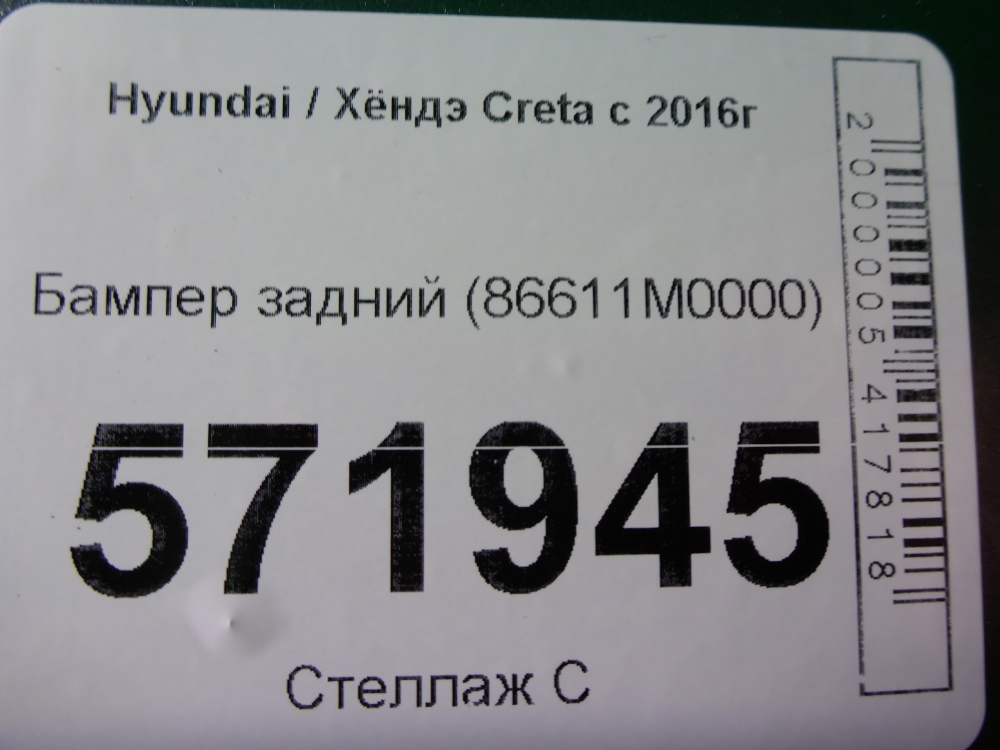 Hyundai / Хёндэ Creta с 2016г
Бампер задний (86611M0000)
571945
Стеллаж С
2000005417818